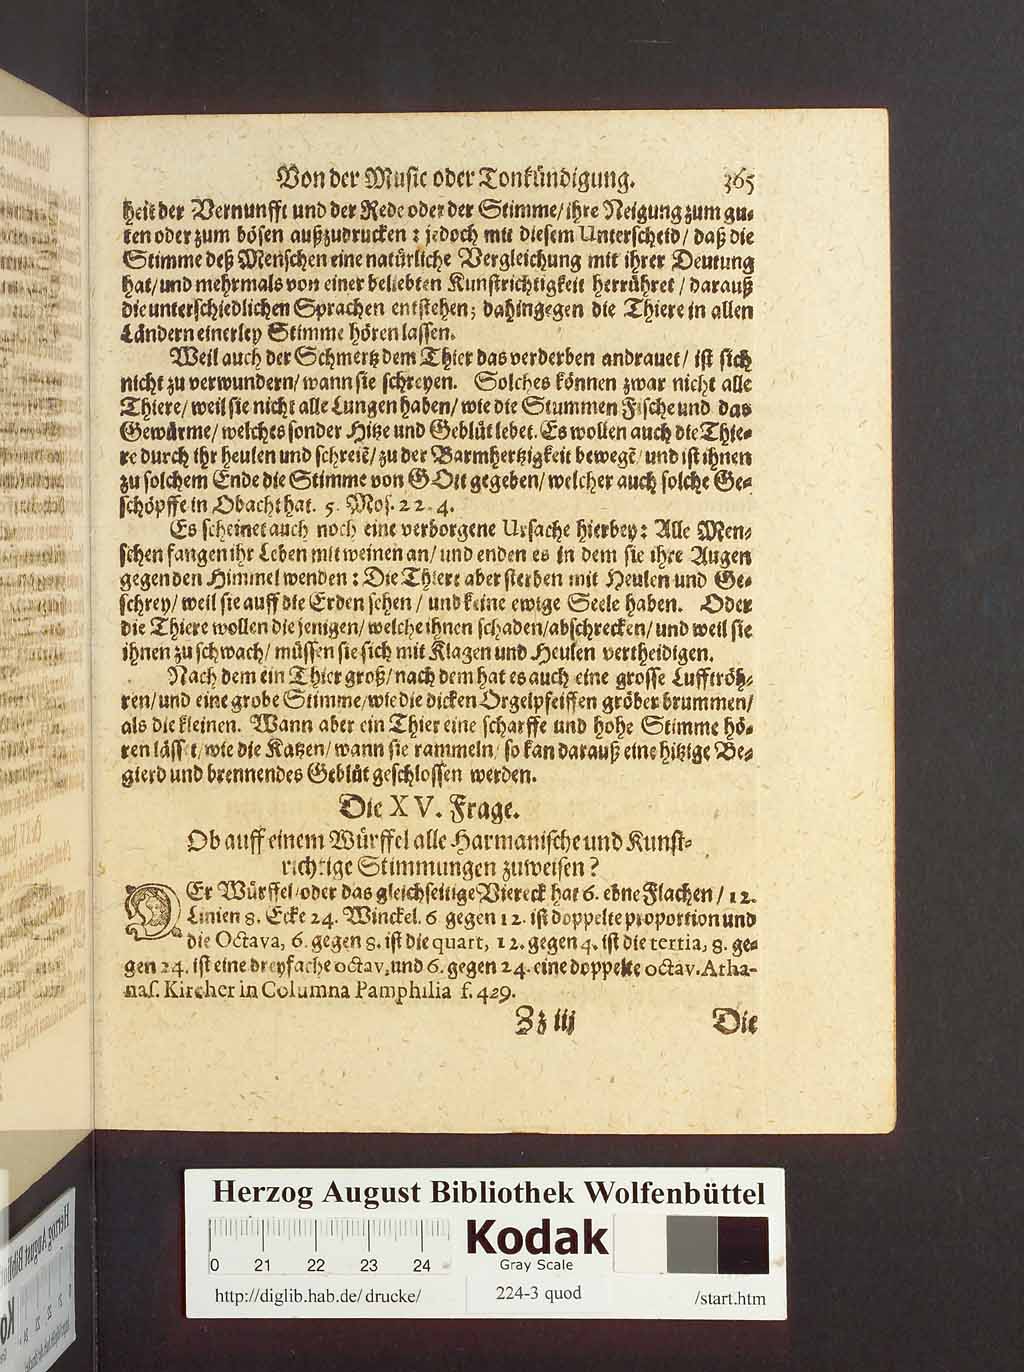 Von der Music oder Tonkündigung. 365
heit der Vernunfft und der Rede oder der Stimme/ ihre Neigung zum gu-
ten oder zum bösen außzudrucken: jedoch mit diesem Unterscheid/ daß die
Stimme deß Menschen eine natürliche Vergleichung mit ihrer Deutung
hat/ und mehrmals von einer beliebten Kunstrichtigkeit herrühret/ darauß
die unterschiedlichen Sprachen entstehen; dahingegen die Thiere in allen
Ländern einerley Stimme hören lassen.
Weil auch der Schmertz dem Thier das verderben andrauet/ ist sich
nicht zu verwundern/ wann sie schreyen. Solches können zwar nicht alle
Thiere/ weil sie nicht alle Lungen haben/ wie die Stummen Fische und das
Gewürme/ welches sonder Hitze und Geblüt lebet. Es wollen auch die Thie-
re durch ihr heulen und schreiē/ zu der Barmhertzigkeit bewegē/ und ist ihnen
zu solchem Ende die Stimme von GOtt gegeben/ welcher auch solche Ge-
schöpffe in Obacht hat. 5. Mos. 22. 4.
Es scheinet auch noch eine verborgene Ursache hierbey: Alle Men-
schen fangen ihr Leben mit weinen an/ und enden es in dem sie ihre Augen
gegen den Himmel wenden: Die Thiere aber sterben mit Heulen und Ge-
schrey/ weil sie auff die Erden sehen/ und keine ewige Seele haben. Oder
die Thiere wollen die jenigen/ welche ihnen schaden/ abschrecken/ und weil sie
ihnen zu schwach/ müssen sie sich mit Klagen und Heulen vertheidigen.
Nach dem ein Thier groß/ nach dem hat es auch eine grosse Lufftröh-
ren/ und eine grobe Stimme/ wie die dicken Orgelpfeiffen gröber brummen/
als die kleinen. Wann aber ein Thier eine scharffe und hohe Stimme hö-
ren lässet/ wie die Katzen/ wann sie rammeln/ so kan darauß eine hitzige Be-
gierd und brennendes Geblüt geschlossen werden.
Die XV. Frage.
Ob auff einem Würffel alle Harmanische und Kunst-
richtige Stimmungen zuweisen?
DEr Würffel/ oder das gleichseitige Viereck hat 6. ebne Flachen/ 12.
Linien 8. Ecke 24. Winckel. 6 gegen 12. ist doppelte proportion und
die Octava, 6. gegen 8. ist die quart, 12. gegen 4. ist die tertia, 8. ge-
gen 24. ist eine dreyfache octav, und 6. gegen 24. eine doppelte octav. Atha-
nas. Kircher in Columna Pamphilia f. 429.
Zz iij Die
Herzog August Bibliothek Wolfenbüttel
Kodak
Gray Scale
0 21 22 23 24
http://diglib.hab.de/drucke/ 224-3 quod /start.htm